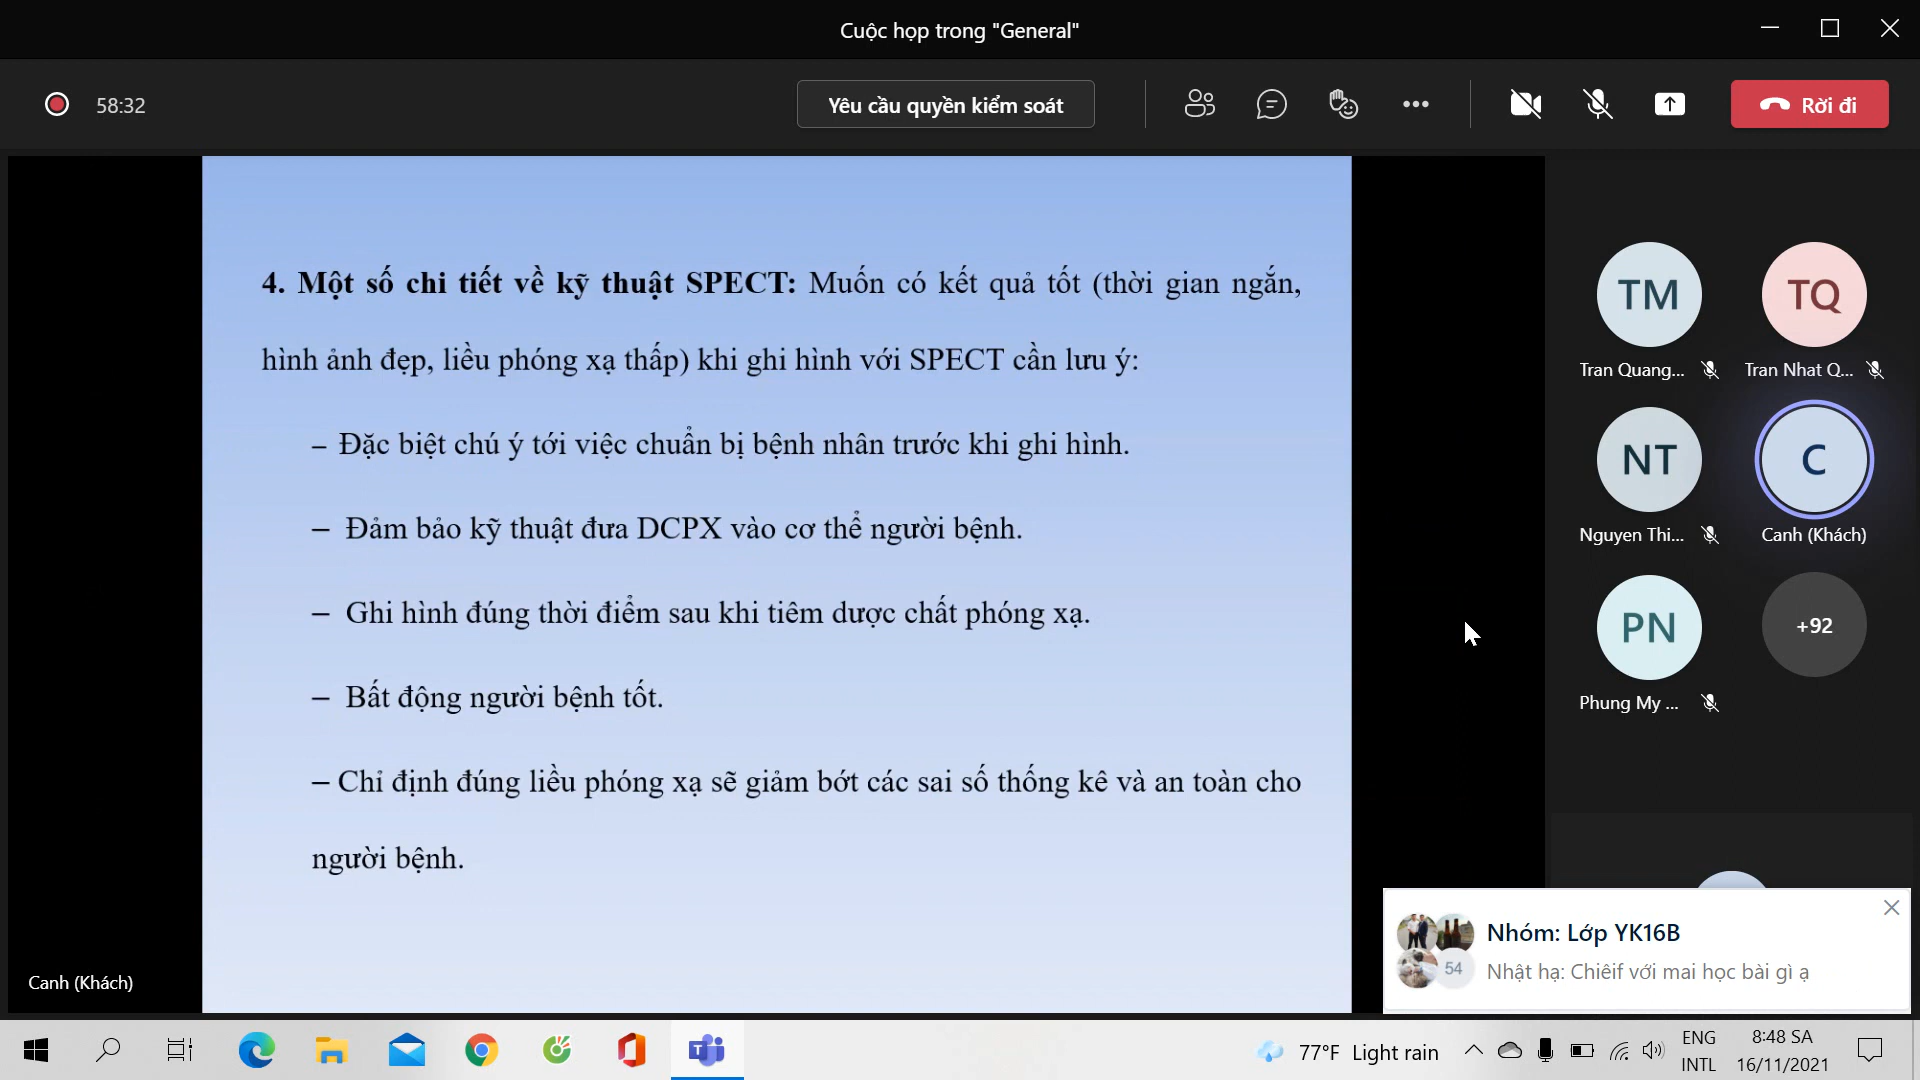 Cuộc họp trong "General"
58:32
Yêu cầu quyền kiểm soát
Rời đi
4. Một số chi tiết về kỹ thuật SPECT: Muốn có kết quả tốt (thời gian ngắn,
hình ảnh đẹp, liều phóng xạ thấp) khi ghi hình với SPECT cần lưu ý:
– Đặc biệt chú ý tới việc chuẩn bị bệnh nhân trước khi ghi hình.
– Đảm bảo kỹ thuật đưa DCPX vào cơ thể người bệnh.
– Ghi hình đúng thời điểm sau khi tiêm dược chất phóng xạ.
– Bất động người bệnh tốt.
– Chỉ định đúng liều phóng xạ sẽ giảm bớt các sai số thống kê và an toàn cho
người bệnh.
Canh (Khách)
TM
TQ
Tran Quang...
Tran Nhat Q...
NT
C
Nguyen Thi...
Canh (Khách)
PN
+92
Phung My ...
Nhóm: Lớp YK16B
54
Nhật hạ: Chiêif với mai học bài gì ạ
77°F Light rain
ENG
INTL
8:48 SA
16/11/2021